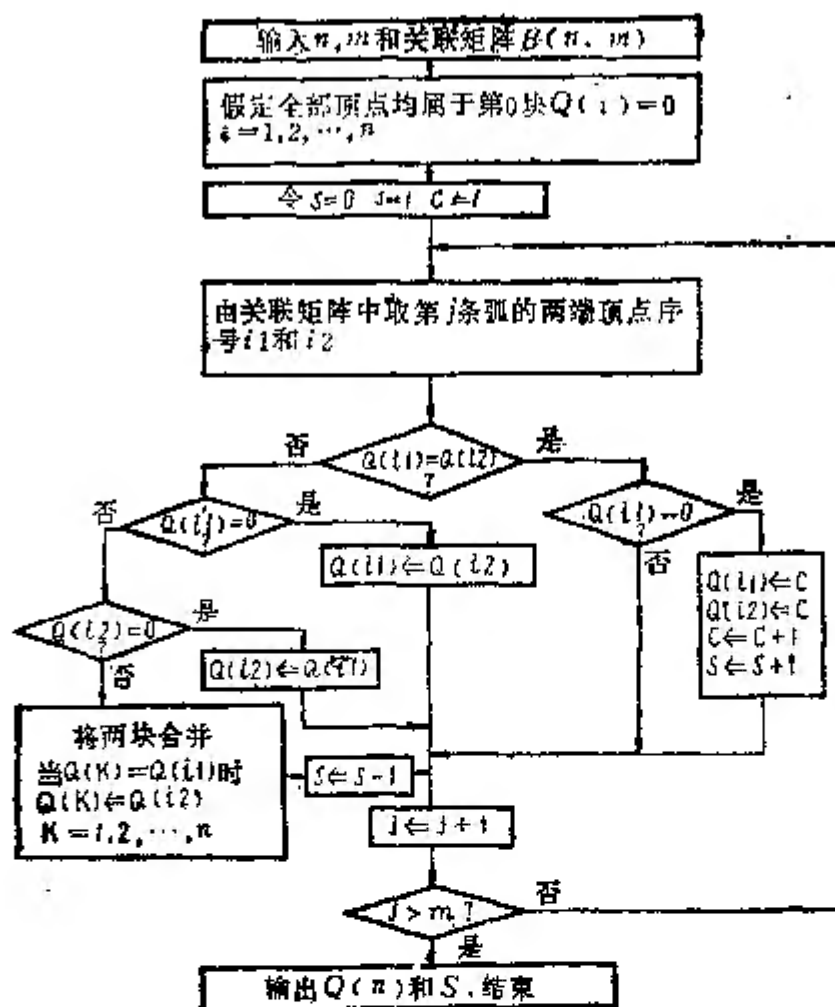 输入n,m和关联矩阵B(n、m)
假定全部顶点均属于第0块Q(i)=0
i=1,2,…,n
令S=0 j=1 C⇐1
由关联矩阵中取第j条弧的两端顶点序
号i1和i2
否
Q(i1)=Q(i2)
?
是
否
Q(i1)=0
?
是
Q(i1)=0
?
是
否
Q(i1)⇐Q(i2)
Q(i1)⇐C
Q(i2)⇐C
C⇐C+1
S⇐S+1
Q(i2)=0
?
是
否
Q(i2)⇐Q(i1)
将两块合并
当Q(K)=Q(i1)时
Q(K)⇐Q(i2)
K=1,2,…,n
S⇐S-1
j⇐j+1
j>m?
否
是
输出Q(n)和S、结束